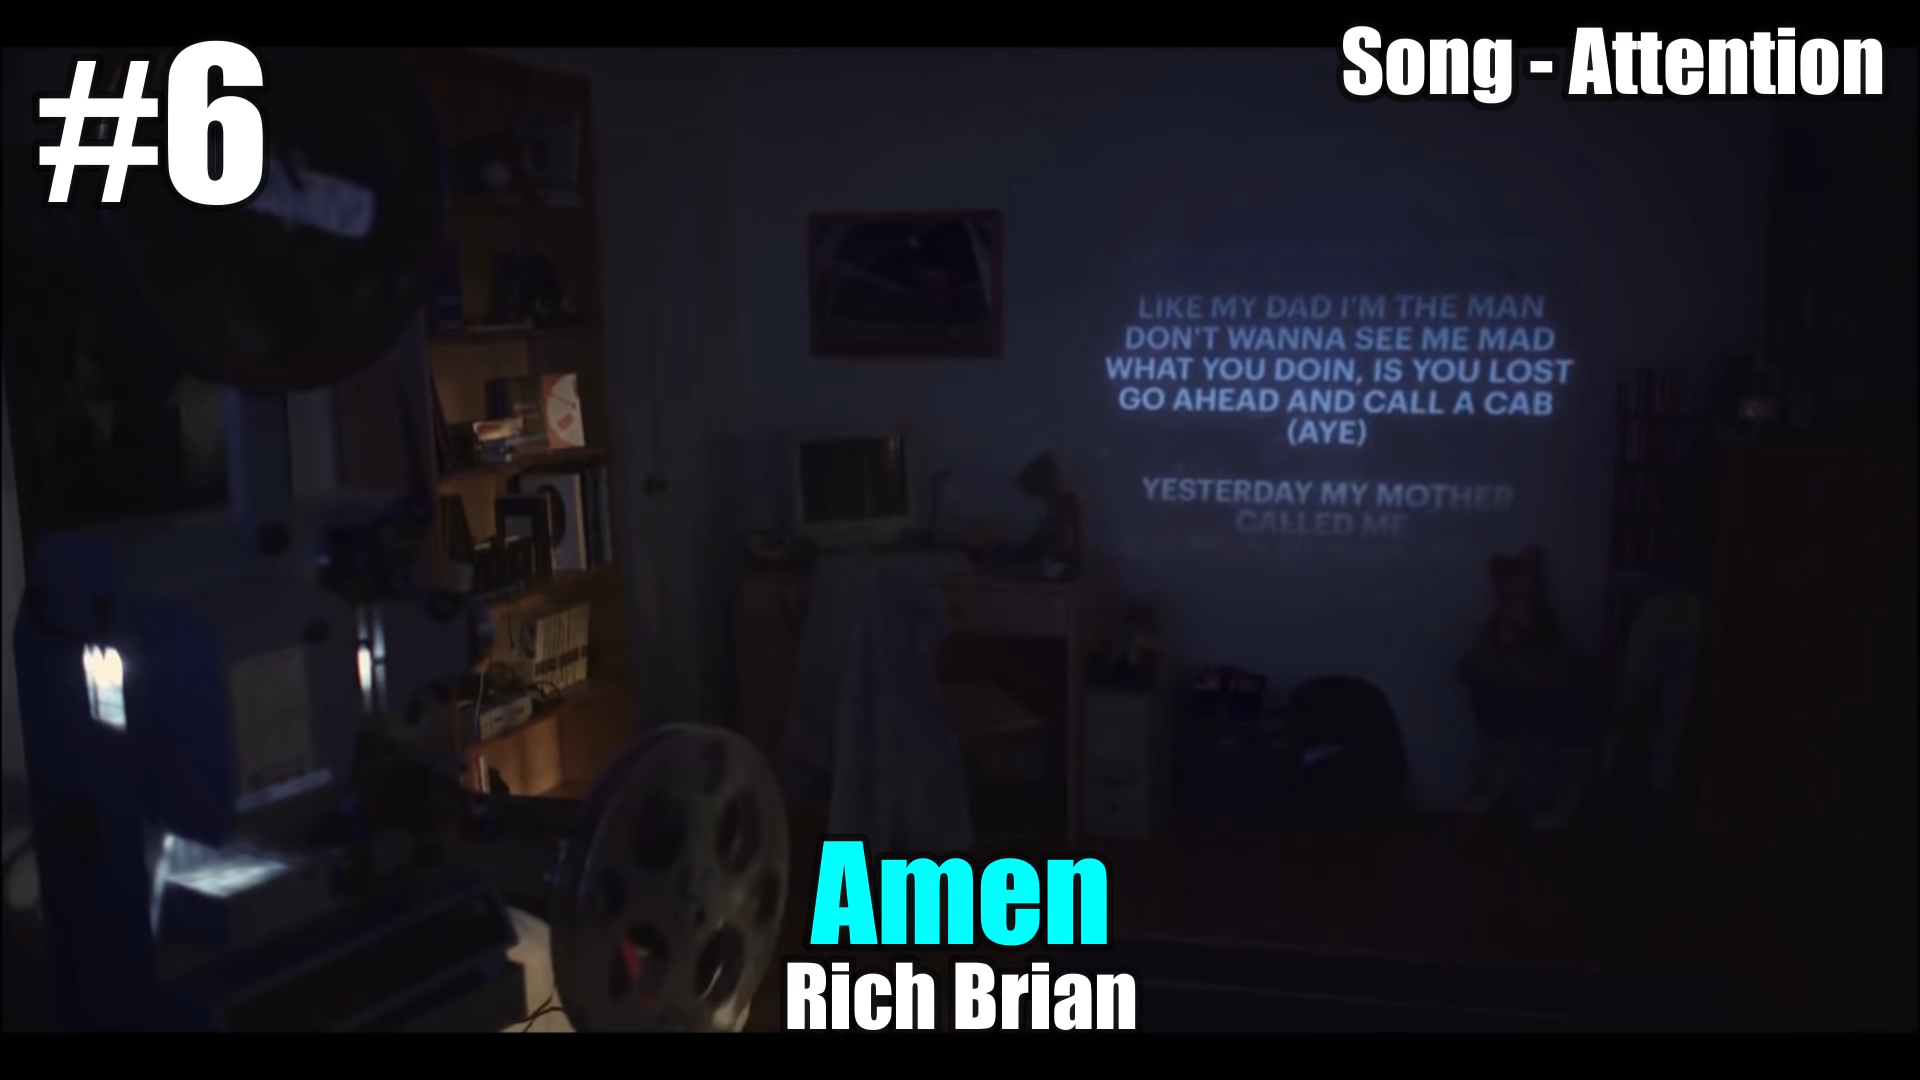 #6
Song - Attention
LIKE MY DAD I'M THE MAN
DON'T WANNA SEE ME MAD
WHAT YOU DOIN, IS YOU LOST
GO AHEAD AND CALL A CAB
(AYE)
YESTERDAY MY MOTHER
CALLED ME
Amen
Rich Brian